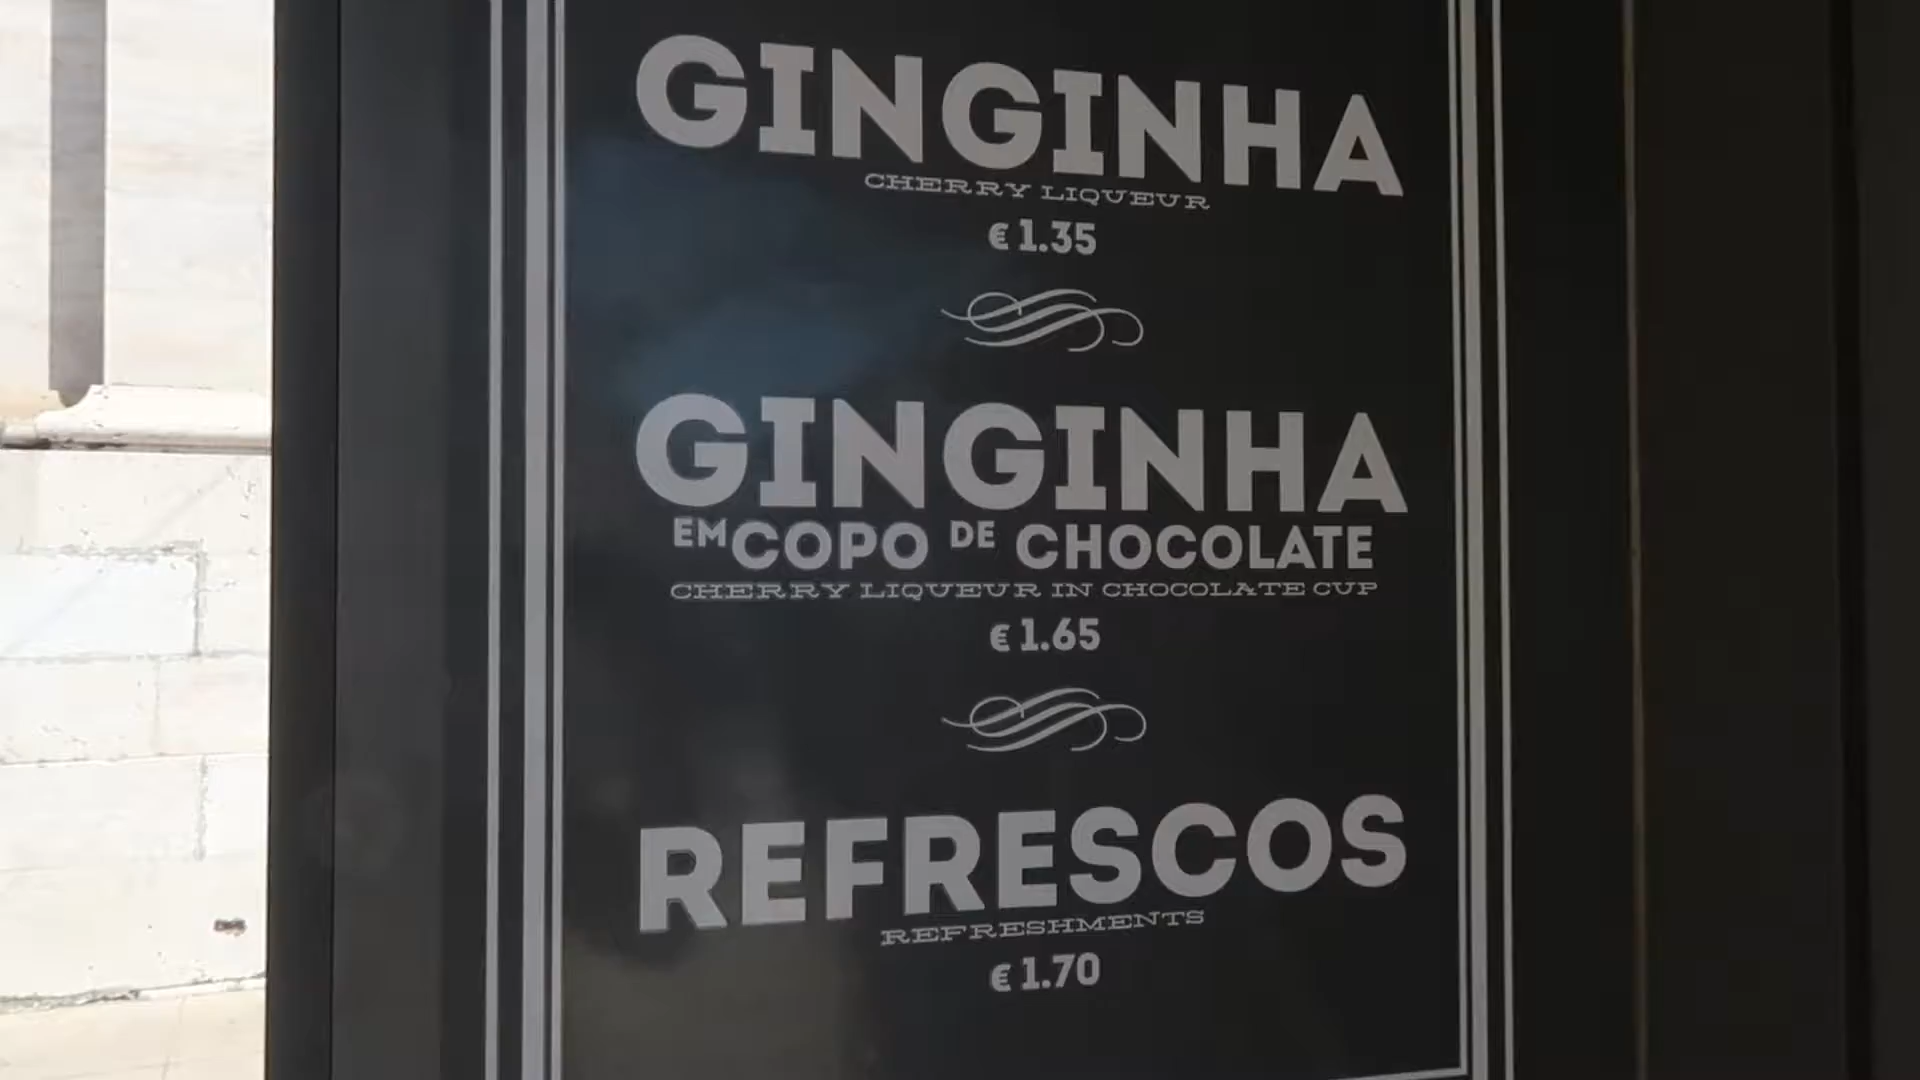 GINGINHA
CHERRY LIQUEUR
€ 1.35
GINGINHA
EM COPO DE CHOCOLATE
CHERRY LIQUEUR IN CHOCOLATE CUP
€ 1.65
REFRESCOS
REFRESHMENTS
€ 1.70